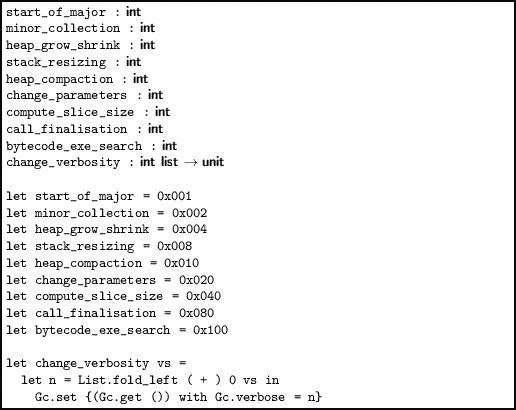 start_of_major : int
minor_collection : int
heap_grow_shrink : int
stack_resizing : int
heap_compaction : int
change_parameters : int
compute_slice_size : int
call_finalisation : int
bytecode_exe_search : int
change_verbosity : int list → unit

let start_of_major = 0x001
let minor_collection = 0x002
let heap_grow_shrink = 0x004
let stack_resizing = 0x008
let heap_compaction = 0x010
let change_parameters = 0x020
let compute_slice_size = 0x040
let call_finalisation = 0x080
let bytecode_exe_search = 0x100

let change_verbosity vs =
  let n = List.fold_left ( + ) 0 vs in
    Gc.set {(Gc.get ()) with Gc.verbose = n}